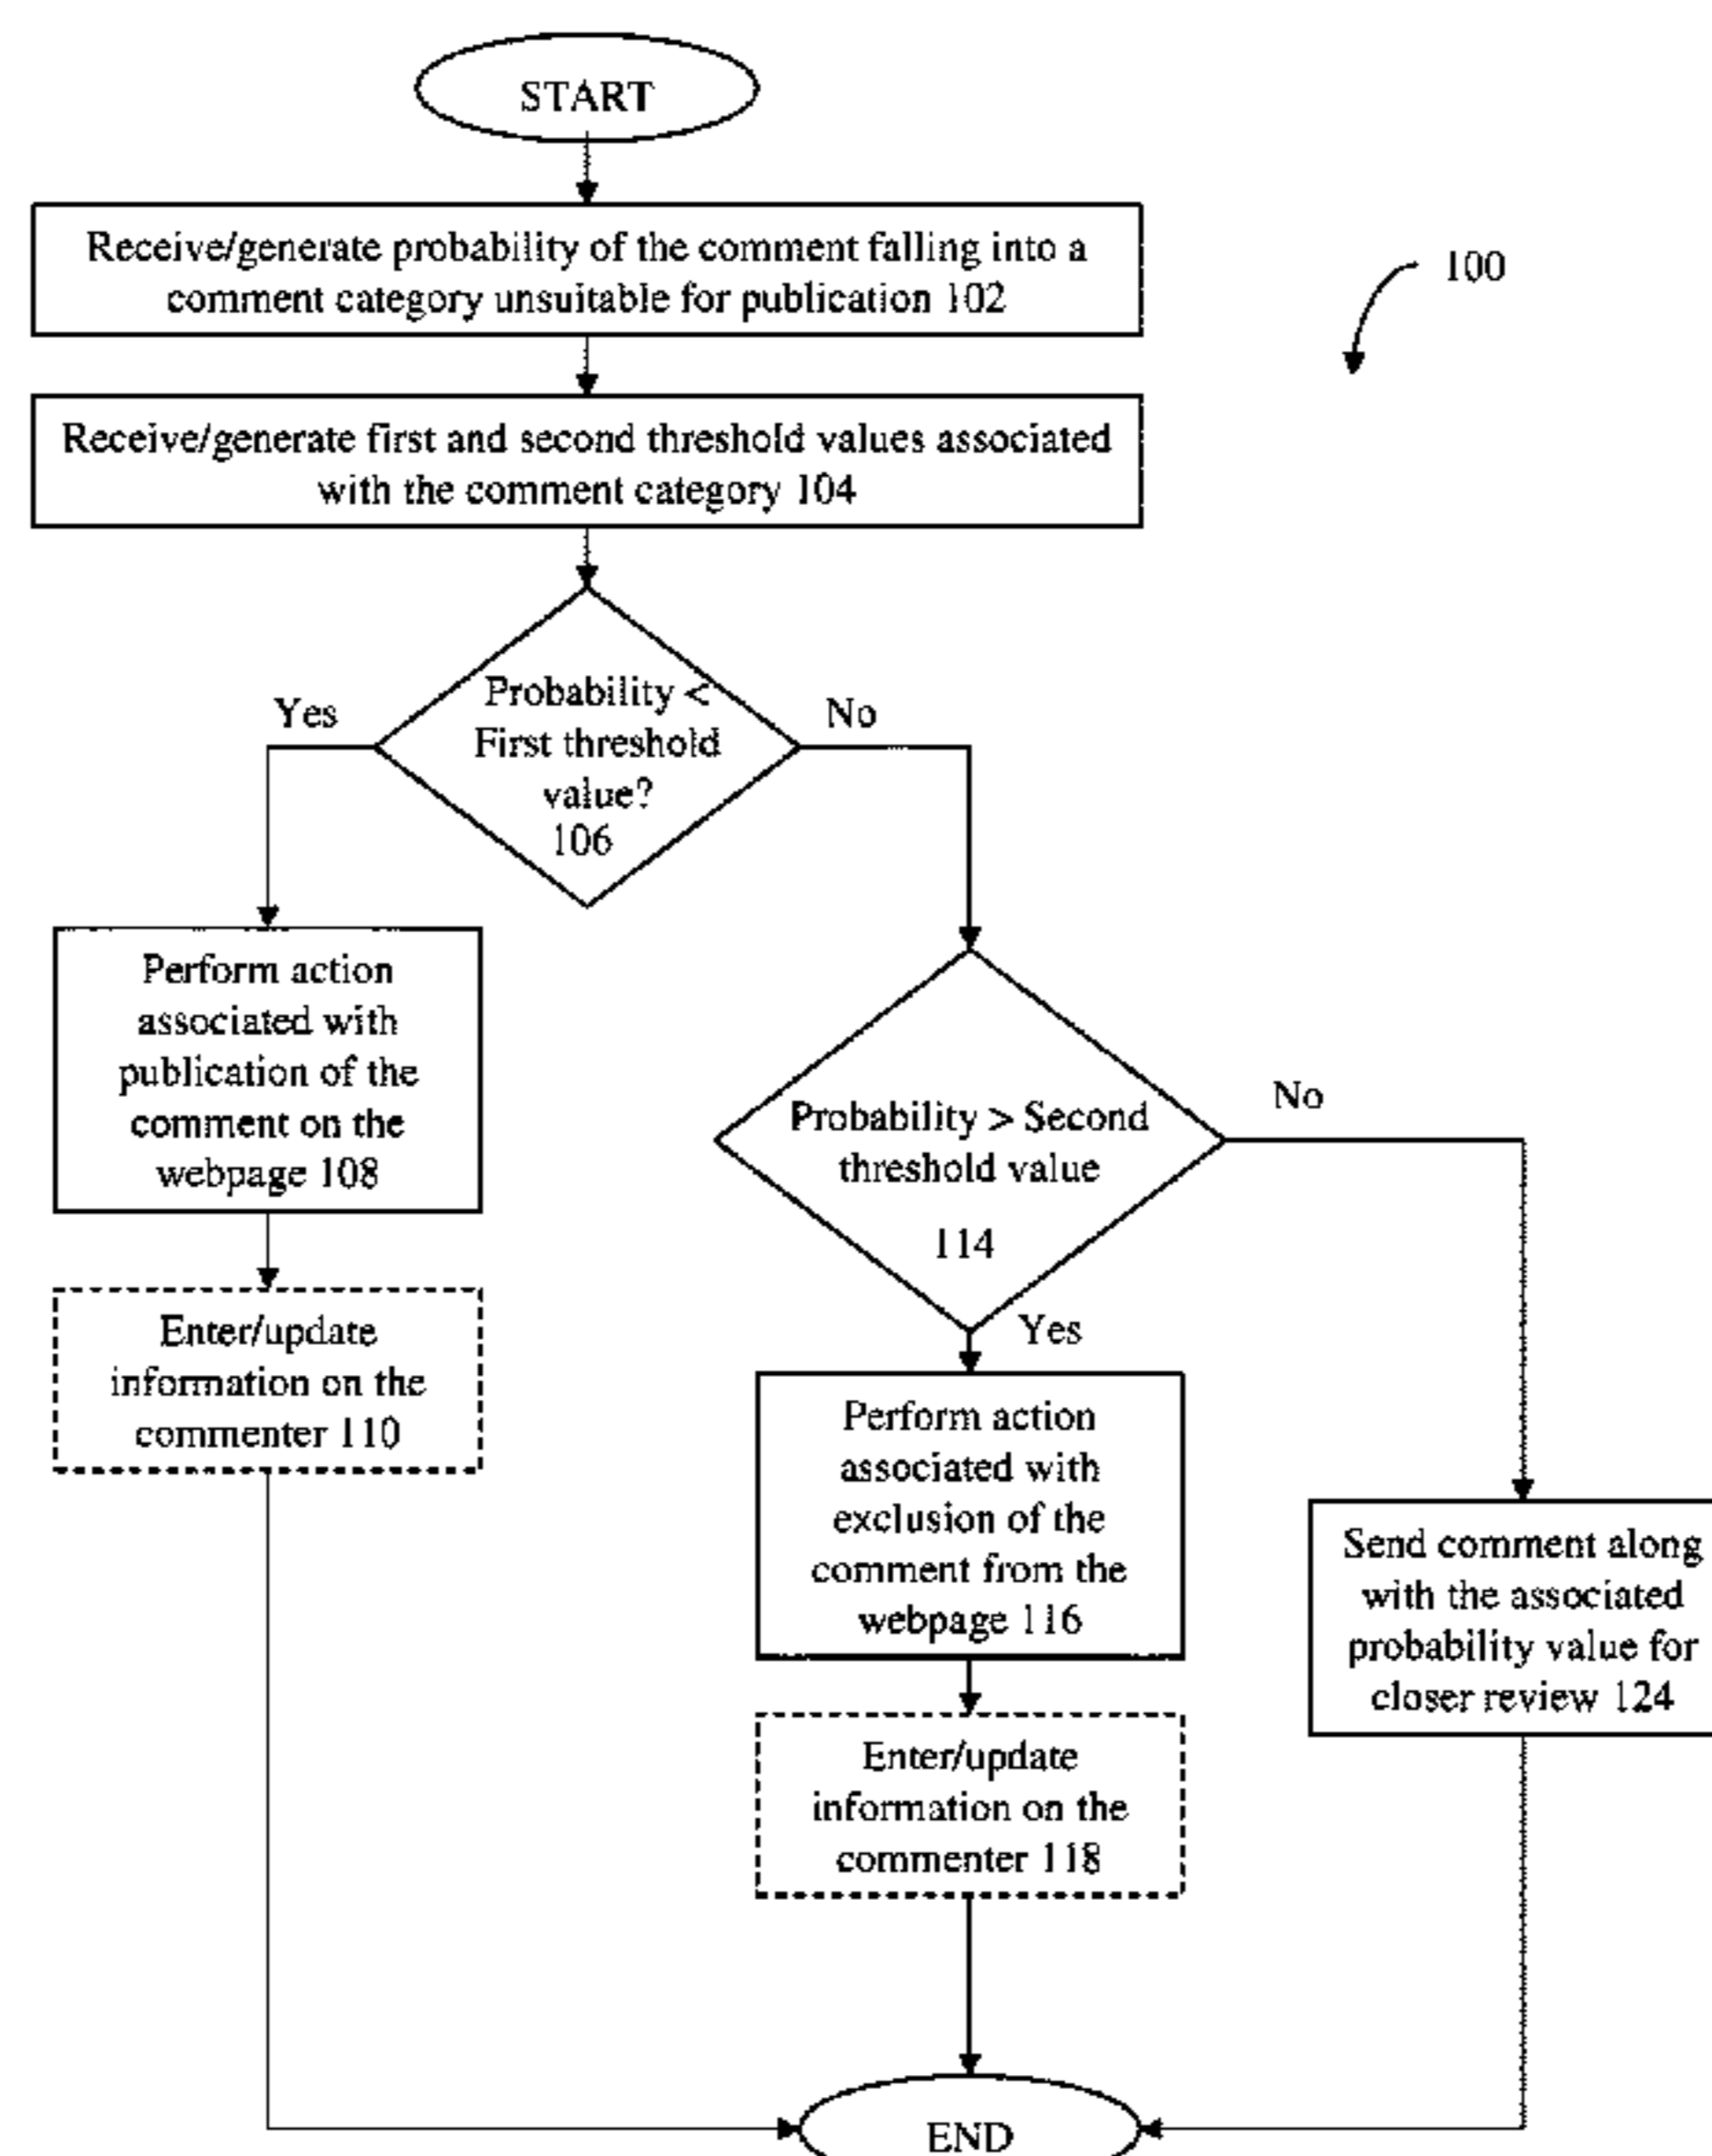 START
Receive/generate probability of the comment falling into a
comment category unsuitable for publication 102
100
Receive/generate first and second threshold values associated
with the comment category 104
Probability <
First threshold
value?
106
Yes
No
Perform action
associated with
publication of the
comment on the
webpage 108
Enter/update
information on the
commenter 110
Probability > Second
threshold value
114
No
Yes
Perform action
associated with
exclusion of the
comment from the
webpage 116
Enter/update
information on the
commenter 118
Send comment along
with the associated
probability value for
closer review 124
END